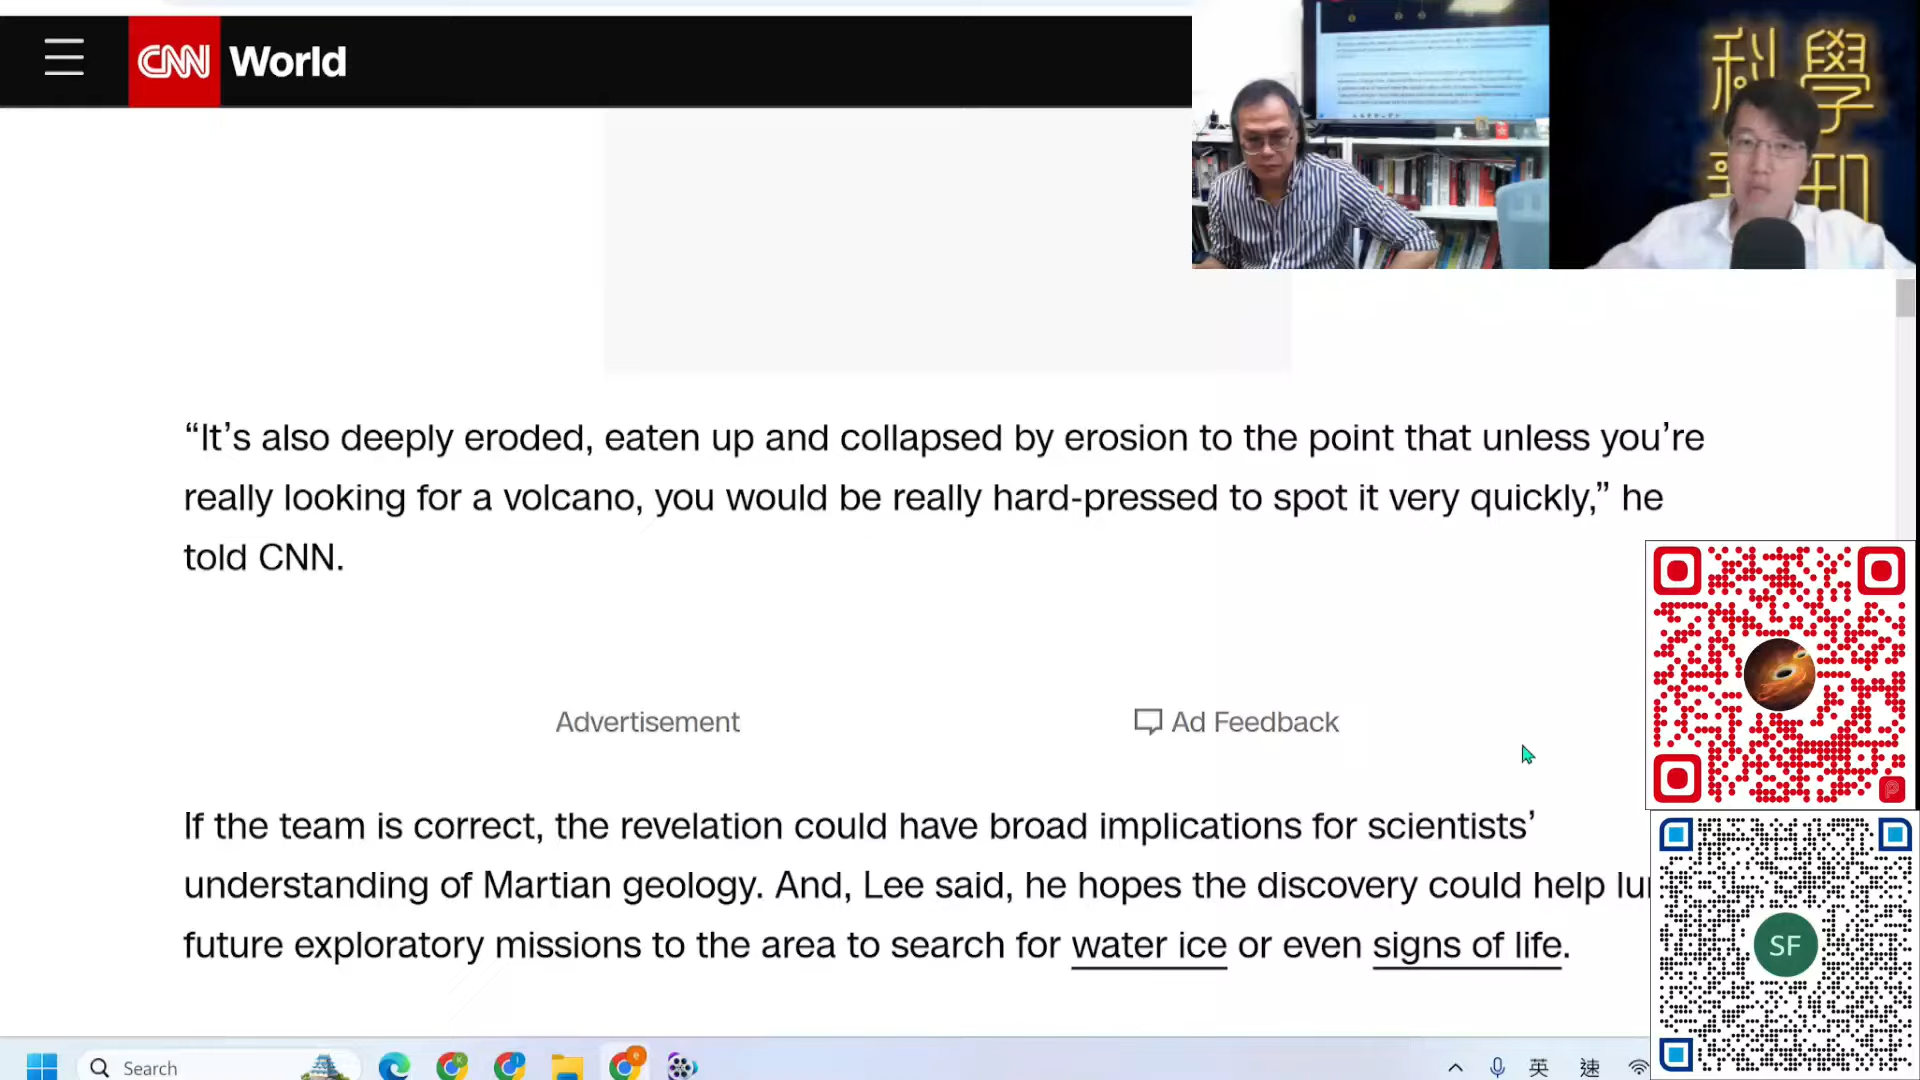 CNN World
科學
“It’s also deeply eroded, eaten up and collapsed by erosion to the point that unless you’re
really looking for a volcano, you would be really hard-pressed to spot it very quickly,” he
told CNN.
Advertisement
Ad Feedback
If the team is correct, the revelation could have broad implications for scientists’
understanding of Martian geology. And, Lee said, he hopes the discovery could help
future exploratory missions to the area to search for water ice or even signs of life.
SF
Search
英
速